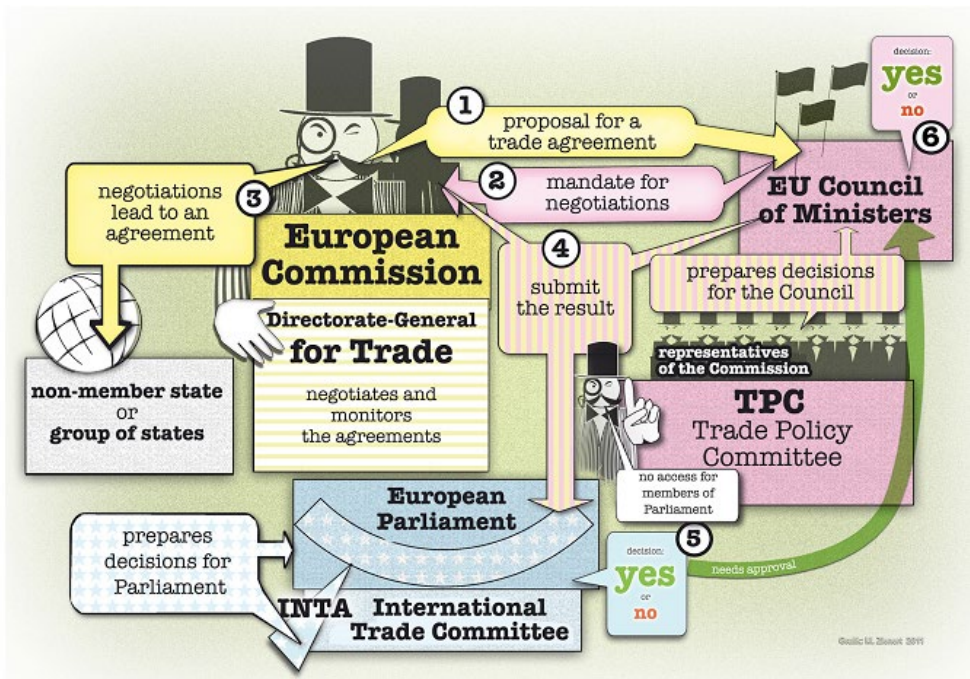 decision:
yes
or
no
6
1
proposal for a
trade agreement
2
mandate for
negotiations
EU Council
of Ministers
3
negotiations
lead to an
agreement
European
Commission
4
submit
the result
prepares decisions
for the Council
Directorate-General
for Trade
negotiates and
monitors
the agreements
representatives
of the Commission
non-member state
or
group of states
TPC
Trade Policy
Committee
no access for
members of
Parliament
European
Parliament
prepares
decisions for
Parliament
5
decision:
yes
or
no
needs approval
INTA International
Trade Committee
2011